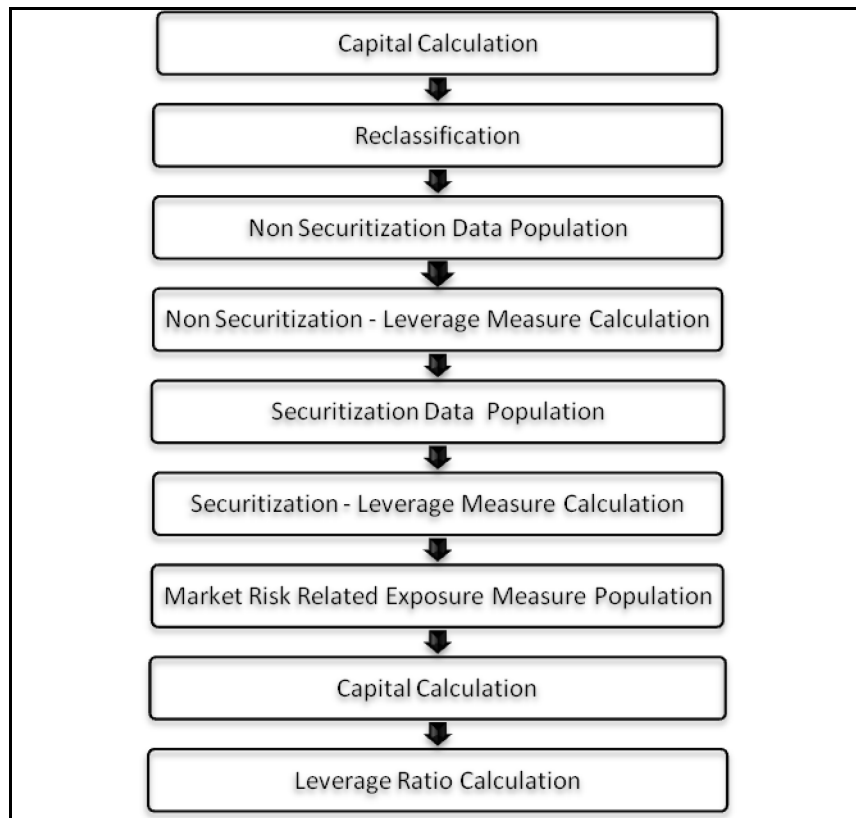 Capital Calculation
Reclassification
Non Securitization Data Population
Non Securitization - Leverage Measure Calculation
Securitization Data Population
Securitization - Leverage Measure Calculation
Market Risk Related Exposure Measure Population
Capital Calculation
Leverage Ratio Calculation